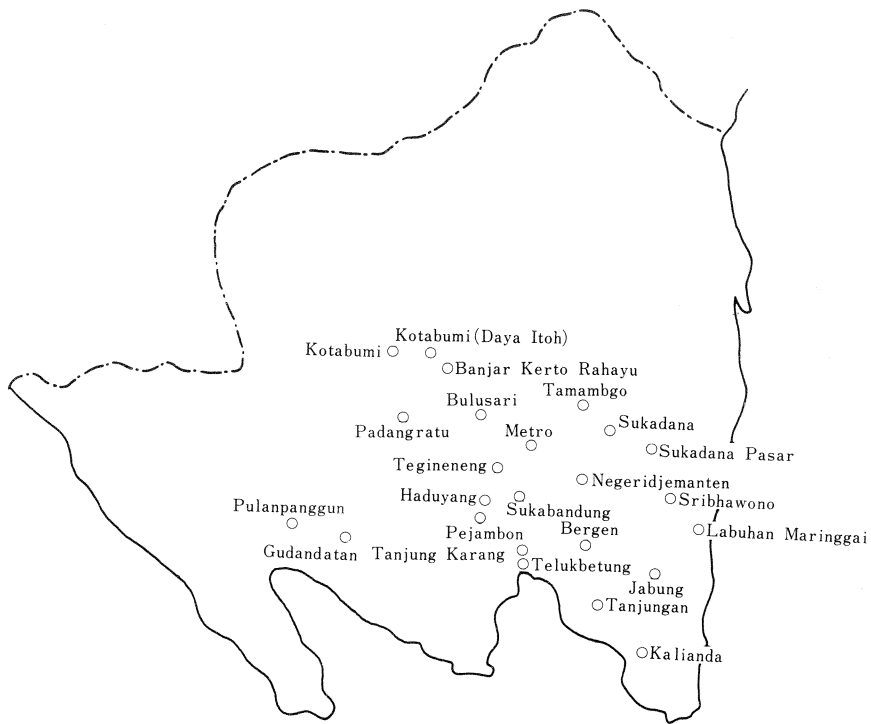 Kotabumi (Daya Itoh)
Kotabumi
Banjar Kerto Rahayu
Tamambgo
Bulusari
Sukadana
Padangratu
Metro
Sukadana Pasar
Tegineneng
Negeridjemanten
Haduyang
Sribhawono
Pulanpanggun
Sukabandung
Pejambon
Bergen
Labuhan Maringgai
Gudandatan
Tanjung Karang
Telukbetung
Jabung
Tanjungan
Kalianda